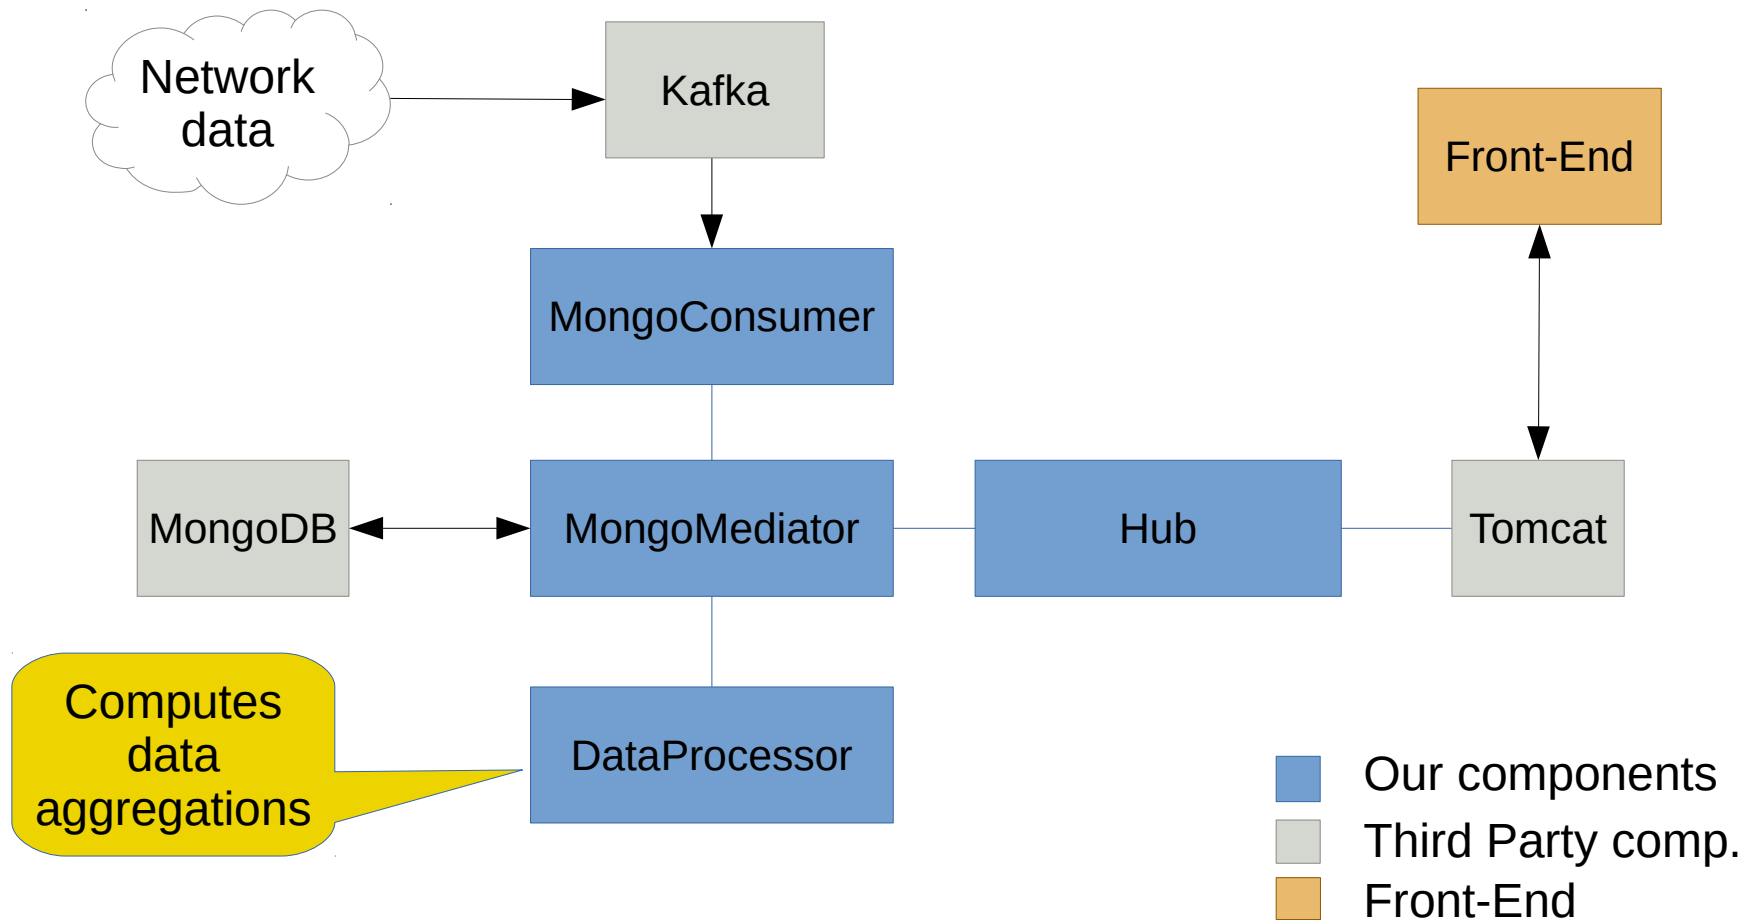 Network
data
Kafka
Front-End
MongoConsumer
MongoDB
MongoMediator
Hub
Tomcat
Computes
data
aggregations
DataProcessor
Our components
Third Party comp.
Front-End